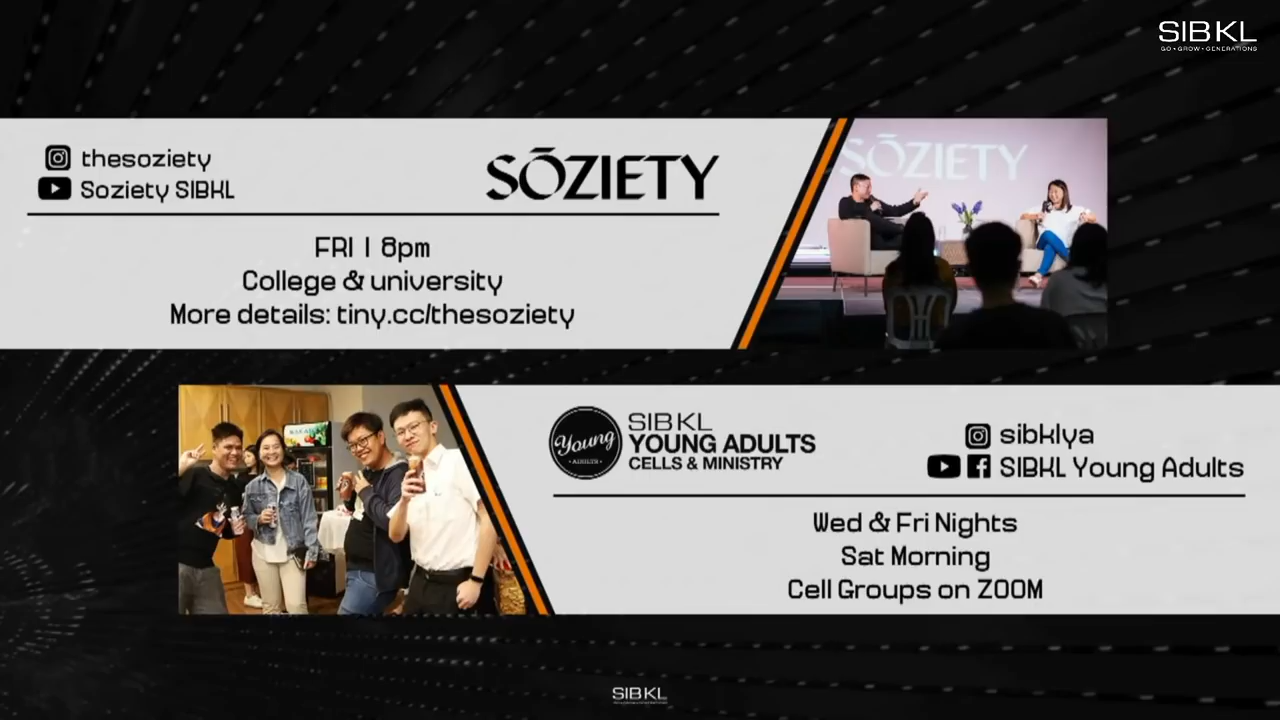 SIBKL
GO • GROW • GENERATIONS
thesoziety
Soziety SIBKL
SŌZIETY
FRI | 8pm
College & university
More details: tiny.cc/thesoziety
SŌZIETY
Young
• ADULTS •
SIBKL
YOUNG ADULTS
CELLS & MINISTRY
sibklya
SIBKL Young Adults
Wed & Fri Nights
Sat Morning
Cell Groups on ZOOM
SIBKL